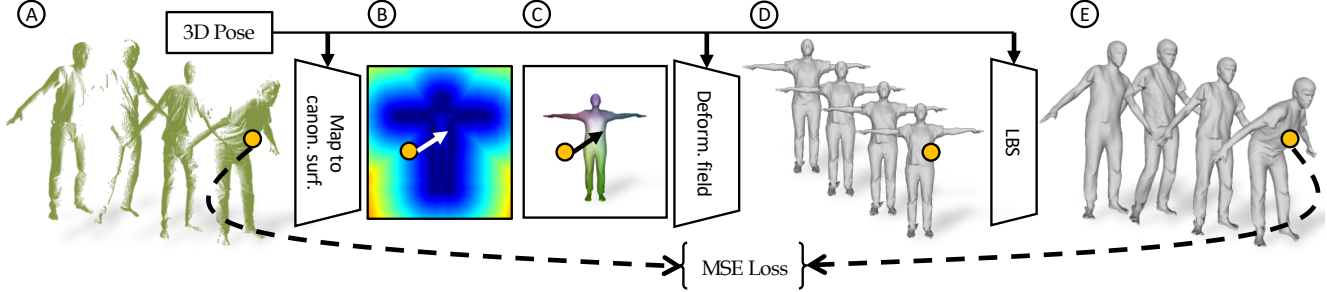 A
3D Pose
B
C
D
E
Map to
canon. surf.
Deform. field
LBS
MSE Loss